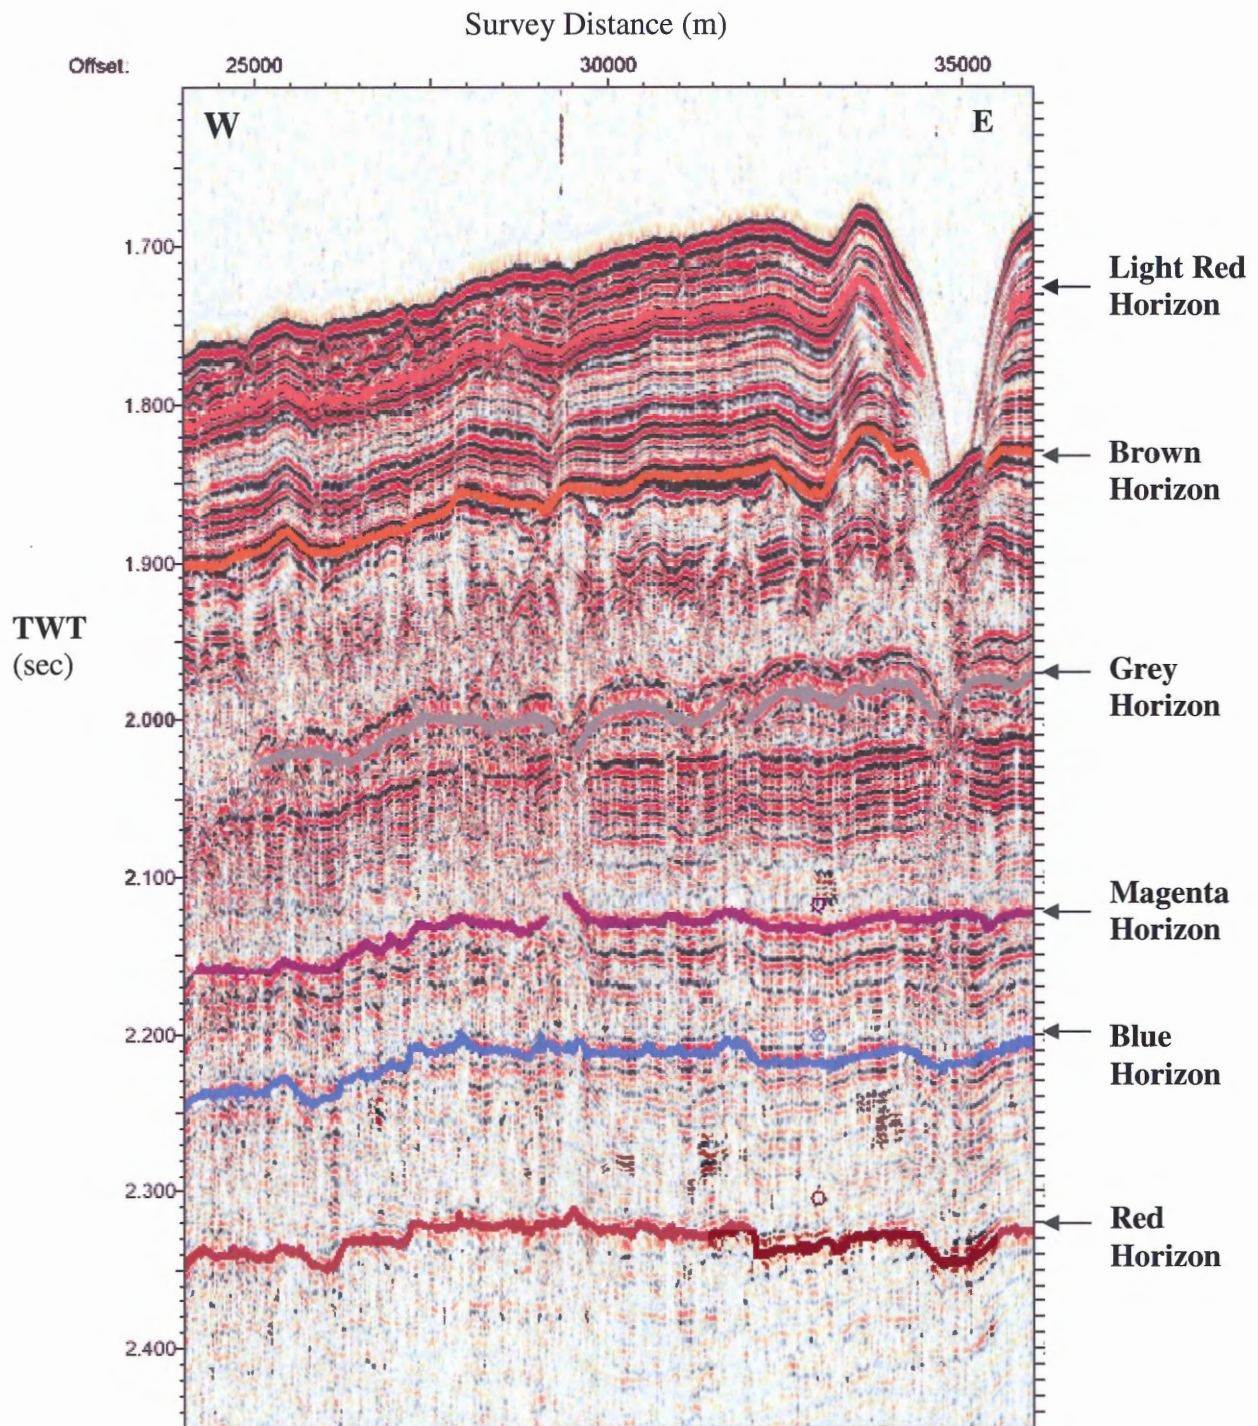 Survey Distance (m)
Offset: 25000 30000 35000
W E
1.700
Light Red
Horizon
1.800
Brown
Horizon
1.900
TWT
(sec)
Grey
Horizon
2.000
2.100
Magenta
Horizon
2.200
Blue
Horizon
2.300
Red
Horizon
2.400